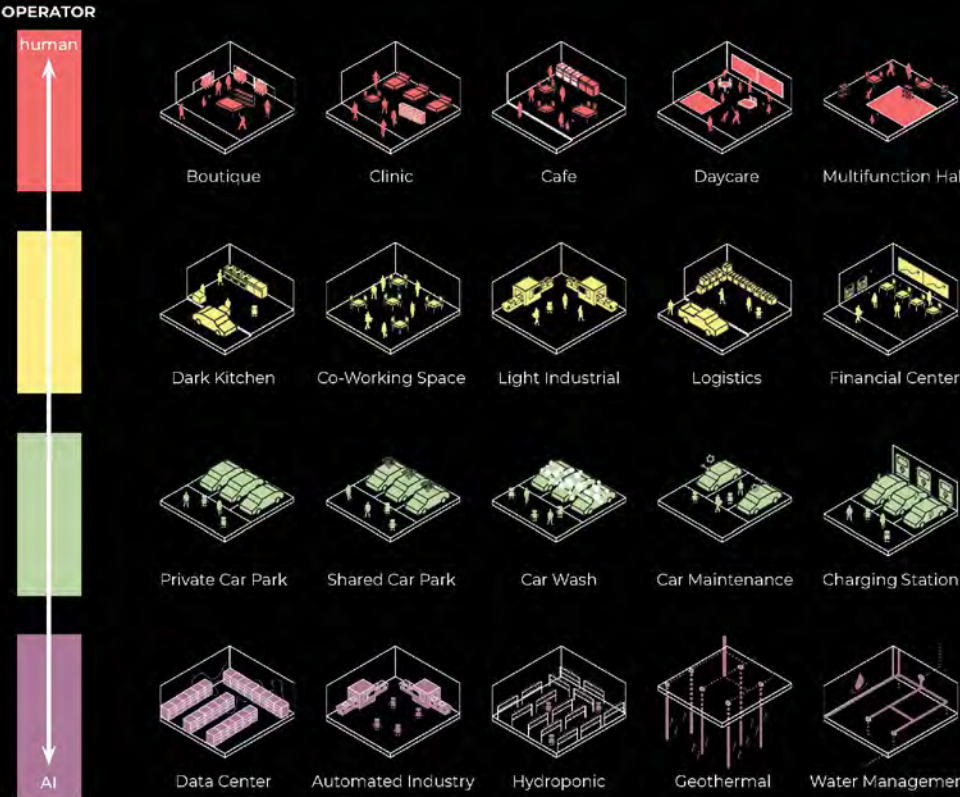 OPERATOR
human
Boutique
Clinic
Cafe
Daycare
Multifunction Hal
Dark Kitchen
Co-Working Space
Light Industrial
Logistics
Financial Center
Private Car Park
Shared Car Park
Car Wash
Car Maintenance
Charging Station
AI
Data Center
Automated Industry
Hydroponic
Geothermal
Water Managemen